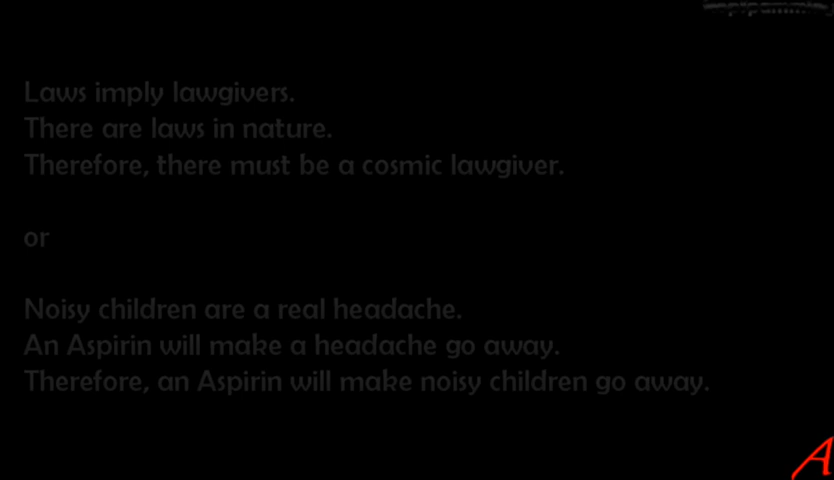 Laws imply lawgivers.
There are laws in nature.
Therefore, there must be a cosmic lawgiver.
or
Noisy children are a real headache.
An Aspirin will make a headache go away.
Therefore, an Aspirin will make noisy children go away.
A